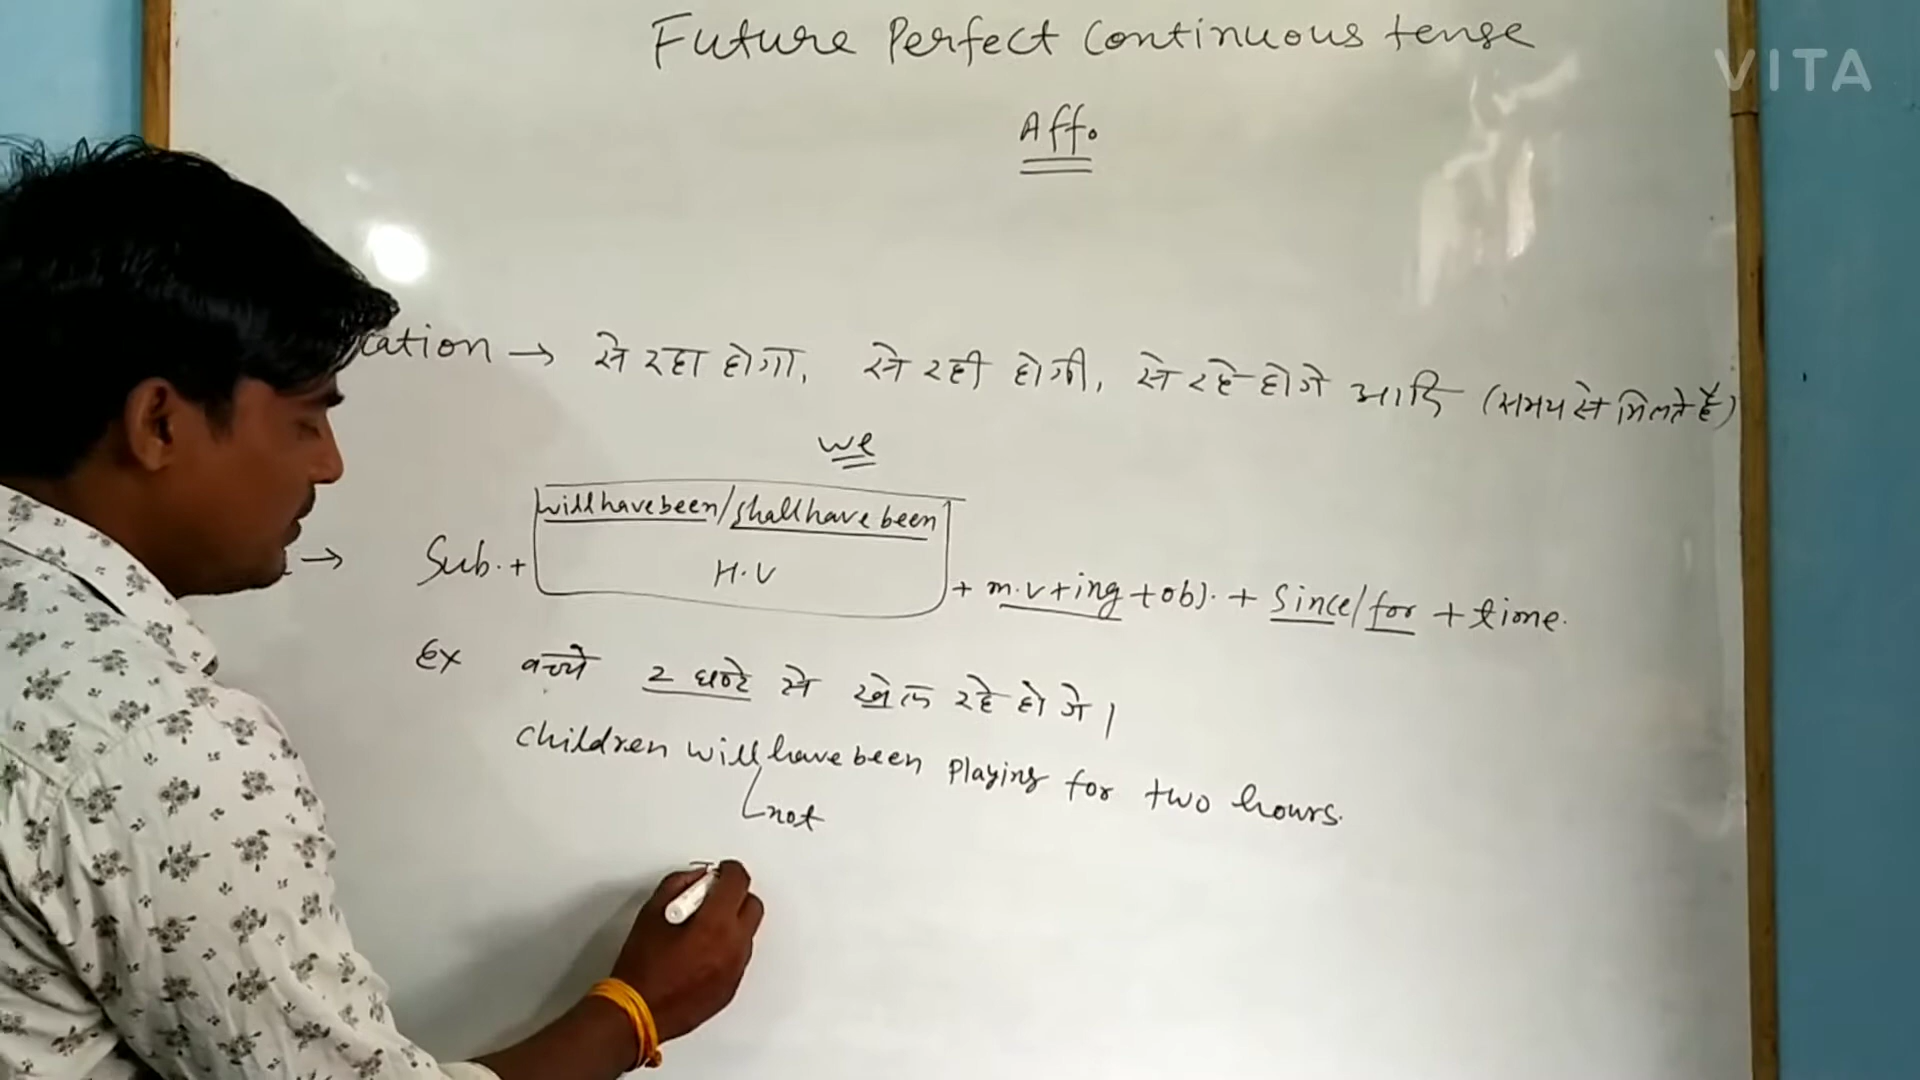 Future Perfect Continuous tense
VITA
Aff.
cation → से रहा होगा, से रही होगी, से रहे होगे आदि (समय से मिलते है)
we
will have been/shall have been
→ Sub. + H.V + m.v+ing + obj. + Since/for + time.
Ex बच्चे 2 घण्टे से खेल रहे होगे।
children will have been Playing for two hours.
not